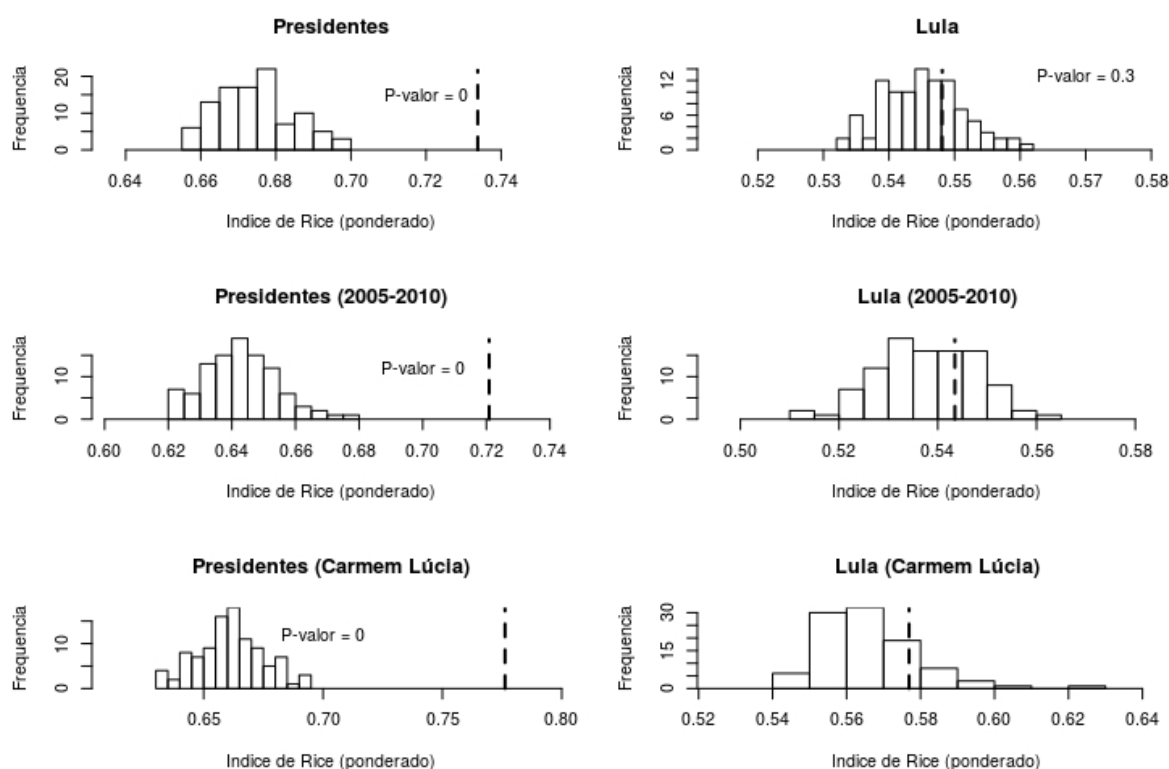 Presidentes
Frequencia
0 10 20
P-valor = 0
0.64 0.66 0.68 0.70 0.72 0.74
Indice de Rice (ponderado)
Lula
Frequencia
0 6 12
P-valor = 0.3
0.52 0.53 0.54 0.55 0.56 0.57 0.58
Indice de Rice (ponderado)
Presidentes (2005-2010)
Frequencia
0 10
P-valor = 0
0.60 0.62 0.64 0.66 0.68 0.70 0.72 0.74
Indice de Rice (ponderado)
Lula (2005-2010)
Frequencia
0 10
0.50 0.52 0.54 0.56 0.58
Indice de Rice (ponderado)
Presidentes (Carmem Lúcia)
Frequencia
0 10
P-valor = 0
0.65 0.70 0.75 0.80
Indice de Rice (ponderado)
Lula (Carmem Lúcia)
Frequencia
0 15 30
0.52 0.54 0.56 0.58 0.60 0.62 0.64
Indice de Rice (ponderado)